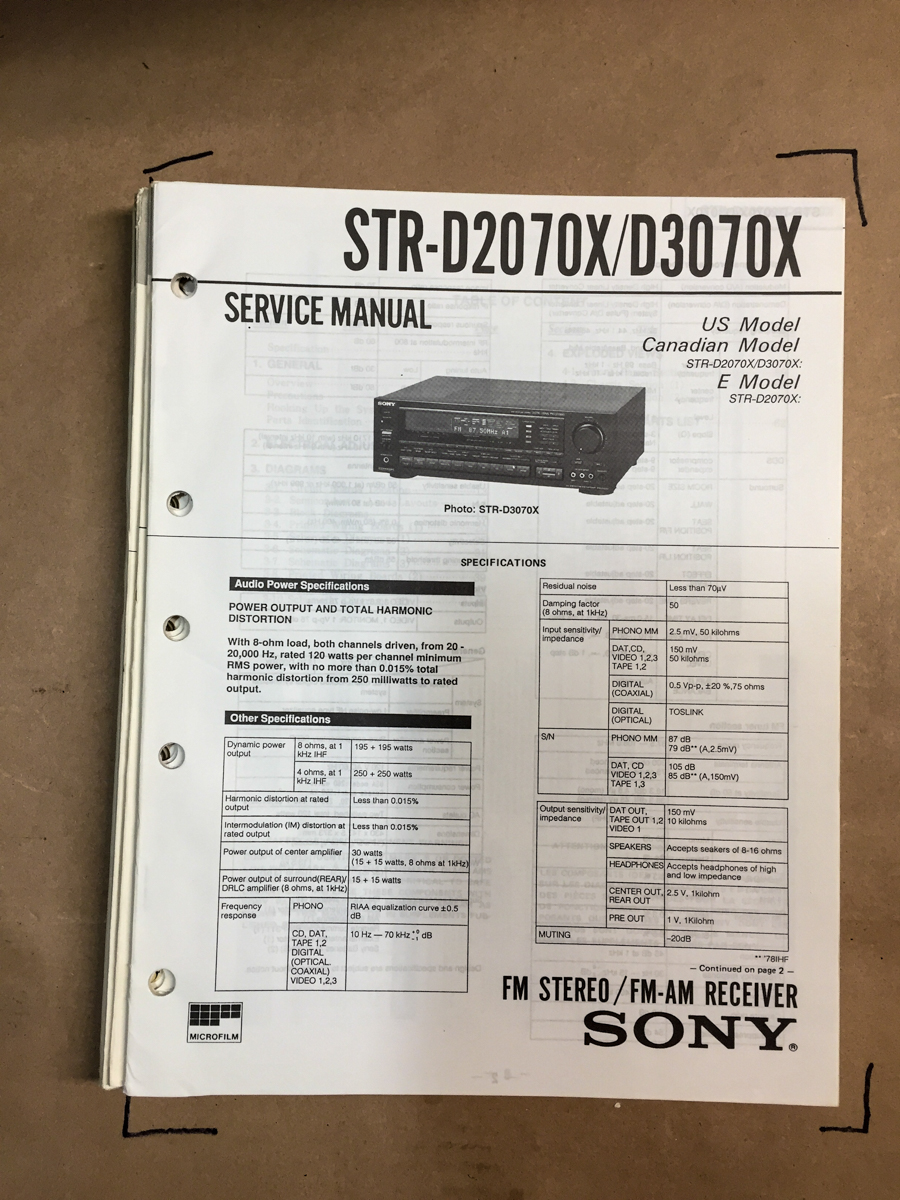 STR-D2070X/D3070X
SERVICE MANUAL
US Model
Canadian Model
STR-D2070X/D3070X:
E Model
STR-D2070X:
SONY
FM 87.50MHz A1
Photo: STR-D3070X
SPECIFICATIONS
Audio Power Specifications
POWER OUTPUT AND TOTAL HARMONIC
DISTORTION
With 8-ohm load, both channels driven, from 20 -
20,000 Hz, rated 120 watts per channel minimum
RMS power, with no more than 0.015% total
harmonic distortion from 250 milliwatts to rated
output.
Other Specifications
Dynamic power
output
8 ohms, at 1
kHz IHF
195 + 195 watts
4 ohms, at 1
kHz IHF
250 + 250 watts
Harmonic distortion at rated
output
Less than 0.015%
Intermodulation (IM) distortion at
rated output
Less than 0.015%
Power output of center amplifier
30 watts
(15 + 15 watts, 8 ohms at 1kHz)
Power output of surround(REAR)/
DRLC amplifier (8 ohms, at 1kHz)
15 + 15 watts
Frequency
response
PHONO
RIAA equalization curve ±0.5
dB
CD, DAT,
TAPE 1,2
DIGITAL
(OPTICAL.
COAXIAL)
VIDEO 1,2,3
10 Hz — 70 kHz +0 -1 dB
Residual noise
Less than 70μV
Damping factor
(8 ohms, at 1kHz)
50
Input sensitivity/
impedance
PHONO MM
2.5 mV, 50 kilohms
DAT,CD,
VIDEO 1,2,3
TAPE 1,2
150 mV
50 kilohms
DIGITAL
(COAXIAL)
0.5 Vp-p, ±20 %,75 ohms
DIGITAL
(OPTICAL)
TOSLINK
S/N
PHONO MM
87 dB
79 dB** (A,2.5mV)
DAT, CD
VIDEO 1,2,3
TAPE 1,3
105 dB
85 dB** (A,150mV)
Output sensitivity/
impedance
DAT OUT,
TAPE OUT 1,2
VIDEO 1
150 mV
10 kilohms
SPEAKERS
Accepts seakers of 8-16 ohms
HEADPHONES
Accepts headphones of high
and low impedance
CENTER OUT,
REAR OUT
2.5 V, 1kilohm
PRE OUT
1 V, 1Kilohm
MUTING
–20dB
** '78IHF
— Continued on page 2 —
MICROFILM
FM STEREO/FM-AM RECEIVER
SONY®